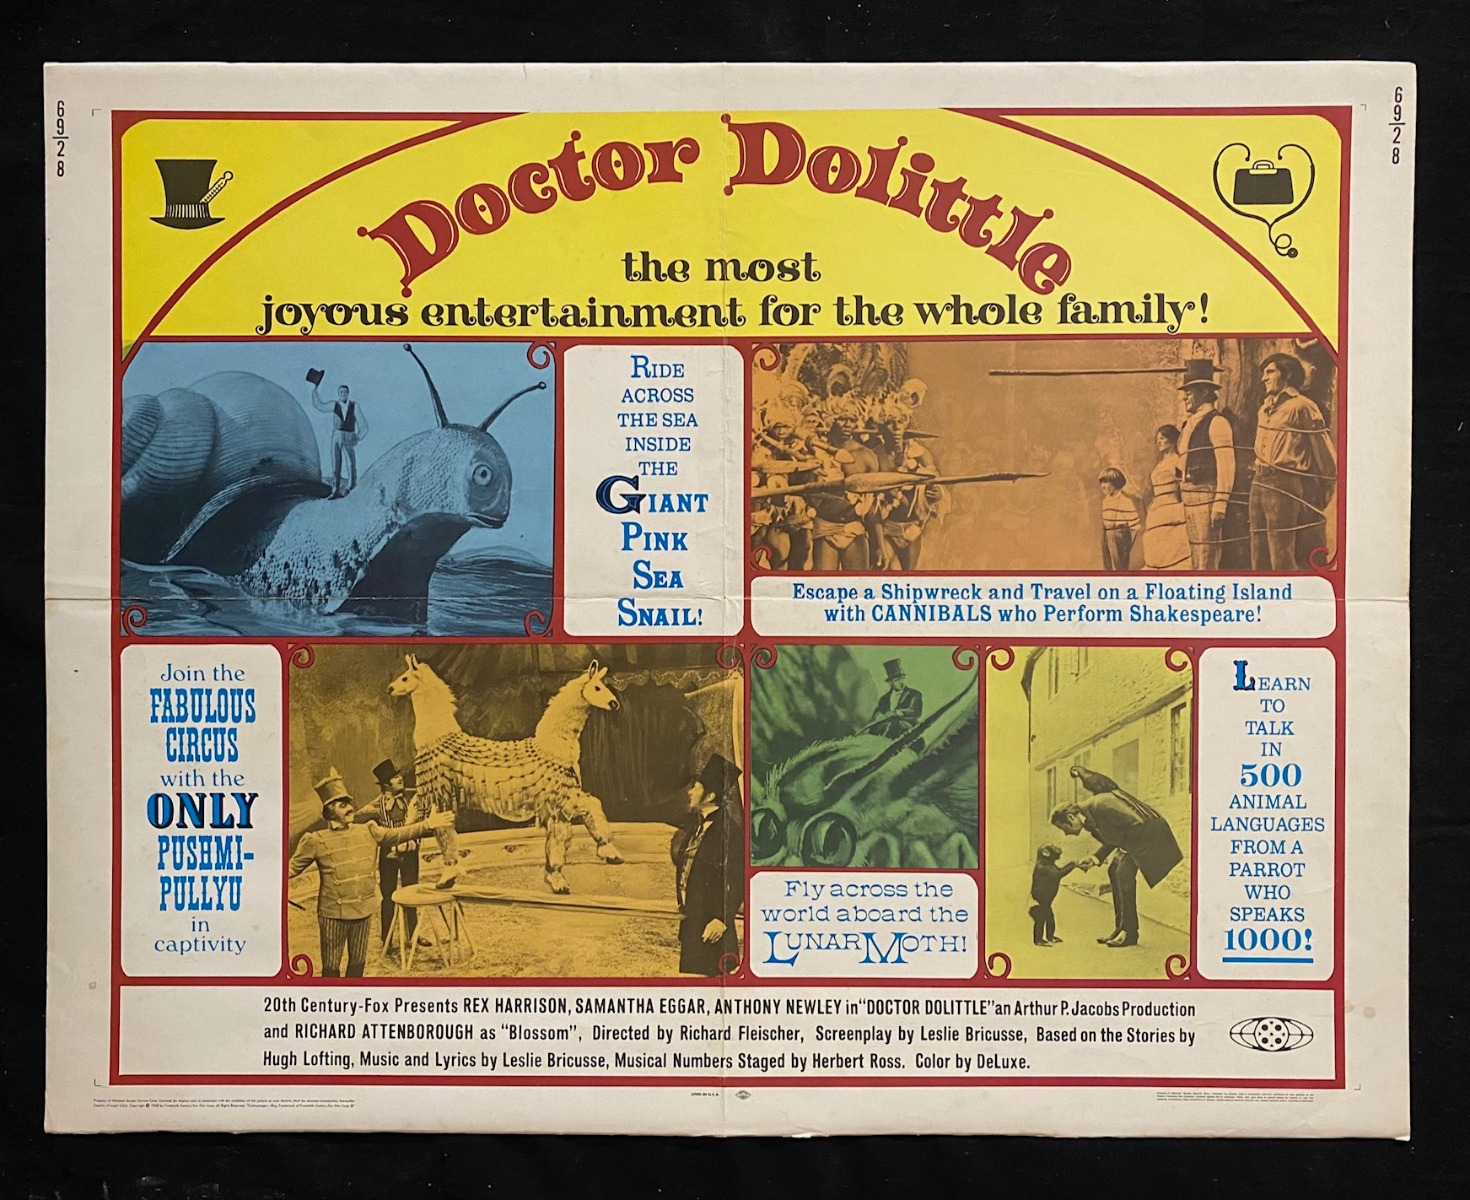 69/28
69/28
Doctor Dolittle
the most
joyous entertainment for the whole family!
RIDE
ACROSS
THE SEA
INSIDE
THE
GIANT
PINK
SEA
SNAIL!
Escape a Shipwreck and Travel on a Floating Island
with CANNIBALS who Perform Shakespeare!
Join the
FABULOUS
CIRCUS
with the
ONLY
PUSHMI-
PULLYU
in
captivity
Fly across the
world aboard the
LUNAR MOTH!
LEARN
TO
TALK
IN
500
ANIMAL
LANGUAGES
FROM A
PARROT
WHO
SPEAKS
1000!
20th Century-Fox Presents REX HARRISON, SAMANTHA EGGAR, ANTHONY NEWLEY in "DOCTOR DOLITTLE" an Arthur P. Jacobs Production
and RICHARD ATTENBOROUGH as "Blossom", Directed by Richard Fleischer, Screenplay by Leslie Bricusse, Based on the Stories by
Hugh Lofting, Music and Lyrics by Leslie Bricusse, Musical Numbers Staged by Herbert Ross. Color by DeLuxe.